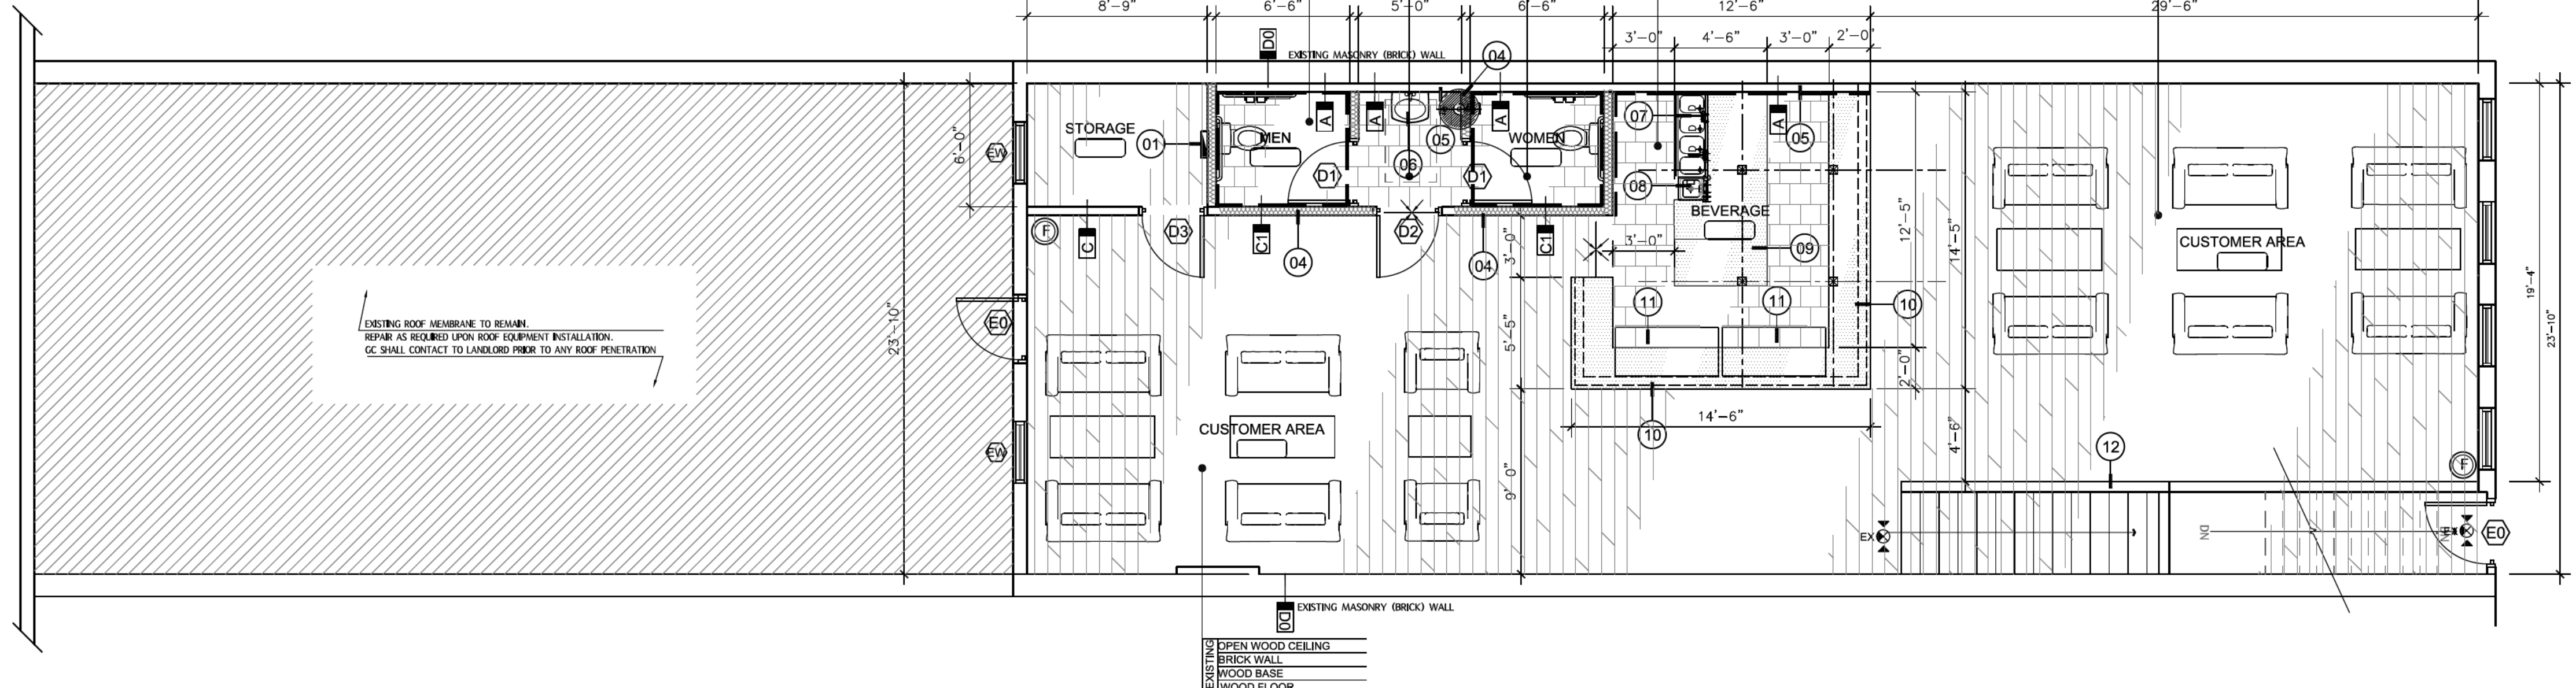 8'-9"
6'-6"
5'-0"
6'-6"
12'-6"
29'-6"
3'-0"
4'-6"
3'-0"
2'-0"
D0
EXISTING MASONRY (BRICK) WALL
04
STORAGE
01
MEN
A
A
05
A
WOMEN
07
A
05
6'-0"
EW
D1
06
D1
08
BEVERAGE
12'-5"
14'-5"
CUSTOMER AREA
19'-4"
23'-10"
F
C
D3
C1
04
D2
04
3'-0"
C1
3'-0"
09
11
11
10
EXISTING ROOF MEMBRANE TO REMAIN.
REPAIR AS REQUIRED UPON ROOF EQUIPMENT INSTALLATION.
GC SHALL CONTACT TO LANDLORD PRIOR TO ANY ROOF PENETRATION
23'-10"
E0
5'-5"
2'-0"
14'-6"
10
4'-6"
12
EW
CUSTOMER AREA
9' 0"
F
EX
DN
E0
D0
EXISTING MASONRY (BRICK) WALL
EXISTING
OPEN WOOD CEILING
BRICK WALL
WOOD BASE
WOOD FLOOR